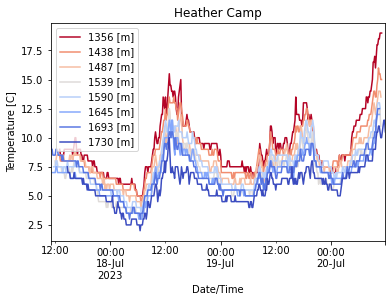 Heather Camp
1356 [m]
1438 [m]
1487 [m]
1539 [m]
1590 [m]
1645 [m]
1693 [m]
1730 [m]
Temperature [C]
17.5
15.0
12.5
10.0
7.5
5.0
2.5
12:00 00:00 12:00 00:00 12:00 00:00
18-Jul 19-Jul 20-Jul
2023
Date/Time